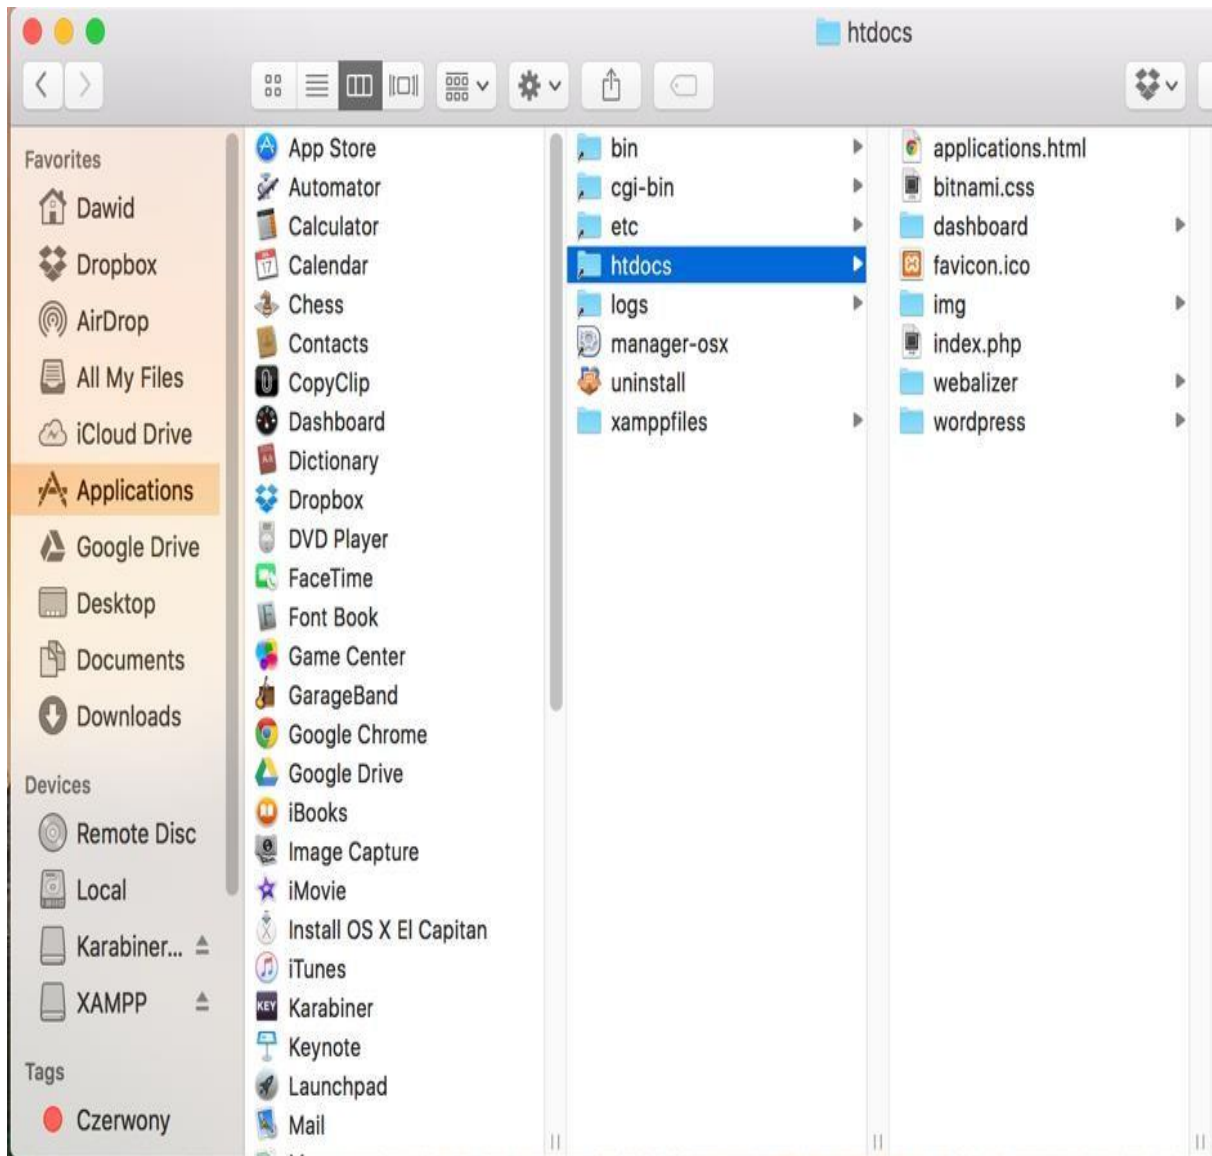 htdocs
Favorites
Dawid
Dropbox
AirDrop
All My Files
iCloud Drive
Applications
Google Drive
Desktop
Documents
Downloads
Devices
Remote Disc
Local
Karabiner...
XAMPP
Tags
Czerwony
App Store
Automator
Calculator
17
Calendar
Chess
Contacts
CopyClip
Dashboard
Dictionary
Dropbox
DVD Player
FaceTime
Font Book
Game Center
GarageBand
Google Chrome
Google Drive
iBooks
Image Capture
iMovie
Install OS X El Capitan
iTunes
KEY
Karabiner
Keynote
Launchpad
Mail
bin
cgi-bin
etc
htdocs
logs
manager-osx
uninstall
xamppfiles
applications.html
bitnami.css
dashboard
favicon.ico
img
index.php
webalizer
wordpress